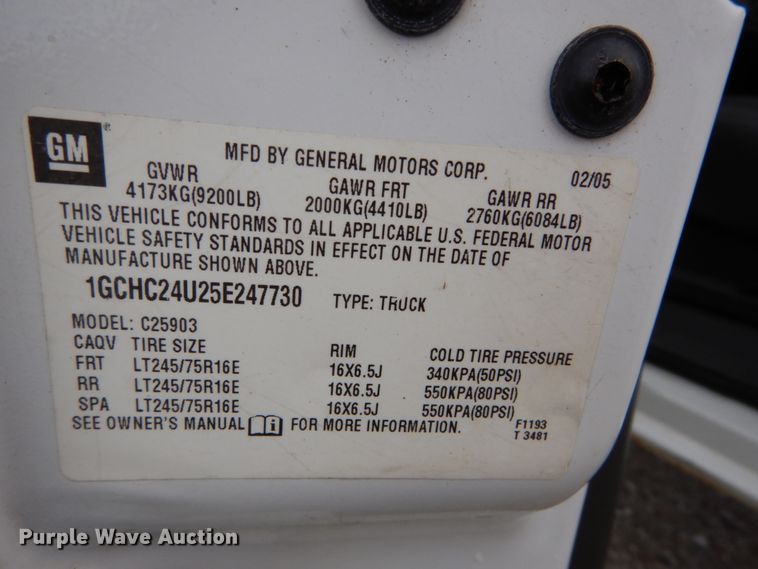 GM ®
MFD BY GENERAL MOTORS CORP. 02/05
GVWR GAWR FRT GAWR RR
4173KG(9200LB) 2000KG(4410LB) 2760KG(6084LB)
THIS VEHICLE CONFORMS TO ALL APPLICABLE U.S. FEDERAL MOTOR
VEHICLE SAFETY STANDARDS IN EFFECT ON THE DATE OF
MANUFACTURE SHOWN ABOVE.
1GCHC24U25E247730 TYPE: TRUCK
MODEL: C25903
CAQV TIRE SIZE RIM COLD TIRE PRESSURE
FRT LT245/75R16E 16X6.5J 340KPA(50PSI)
RR LT245/75R16E 16X6.5J 550KPA(80PSI)
SPA LT245/75R16E 16X6.5J 550KPA(80PSI)
SEE OWNER'S MANUAL FOR MORE INFORMATION. F1193
T 3481
Purple Wave Auction